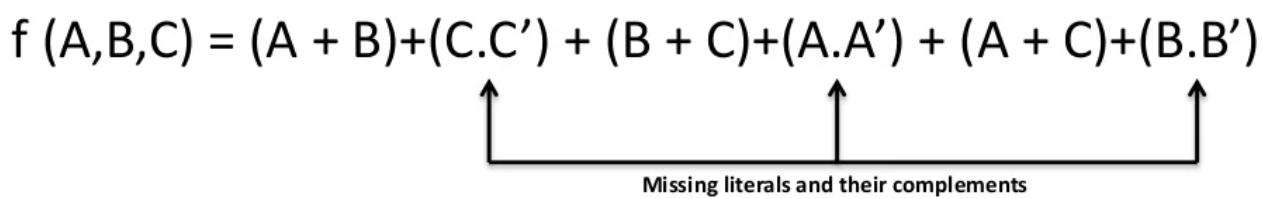 f (A,B,C) = (A + B)+(C.C’) + (B + C)+(A.A’) + (A + C)+(B.B’)
Missing literals and their complements